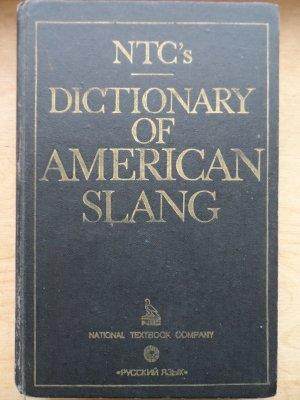 NTC's
DICTIONARY
OF
AMERICAN
SLANG
NATIONAL TEXTBOOK COMPANY
«РУССКИЙ ЯЗЫК»